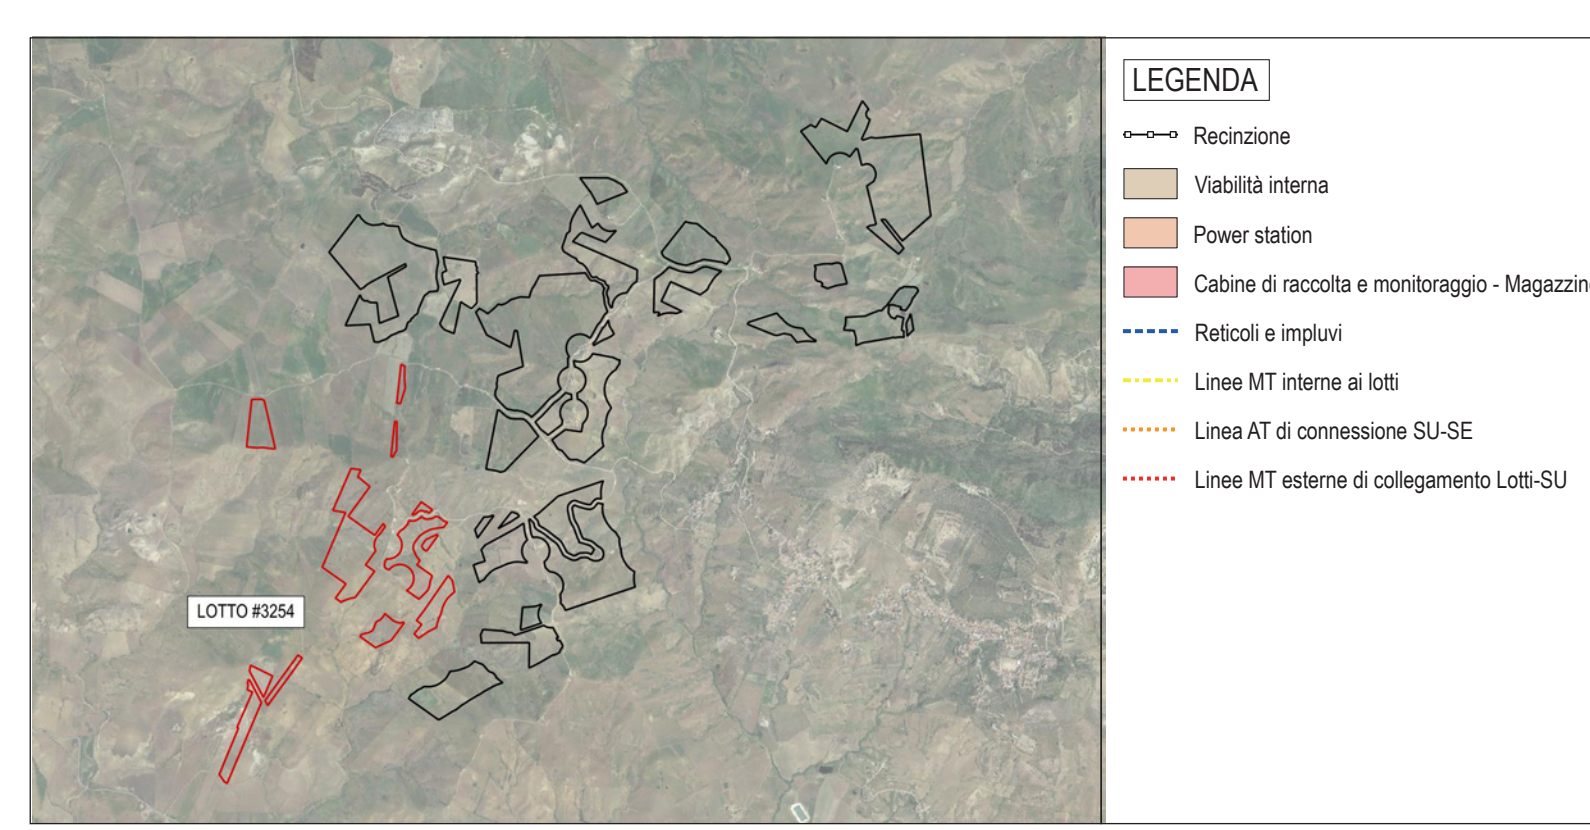 LEGENDA
Recinzione
Viabilità interna
Power station
Cabine di raccolta e monitoraggio -
Reticoli e impluvi
Linee MT interne ai lotti
Linea AT di connessione SU-SE
Linee MT esterne di collegamento Lotti-SU
LOTTO #3254